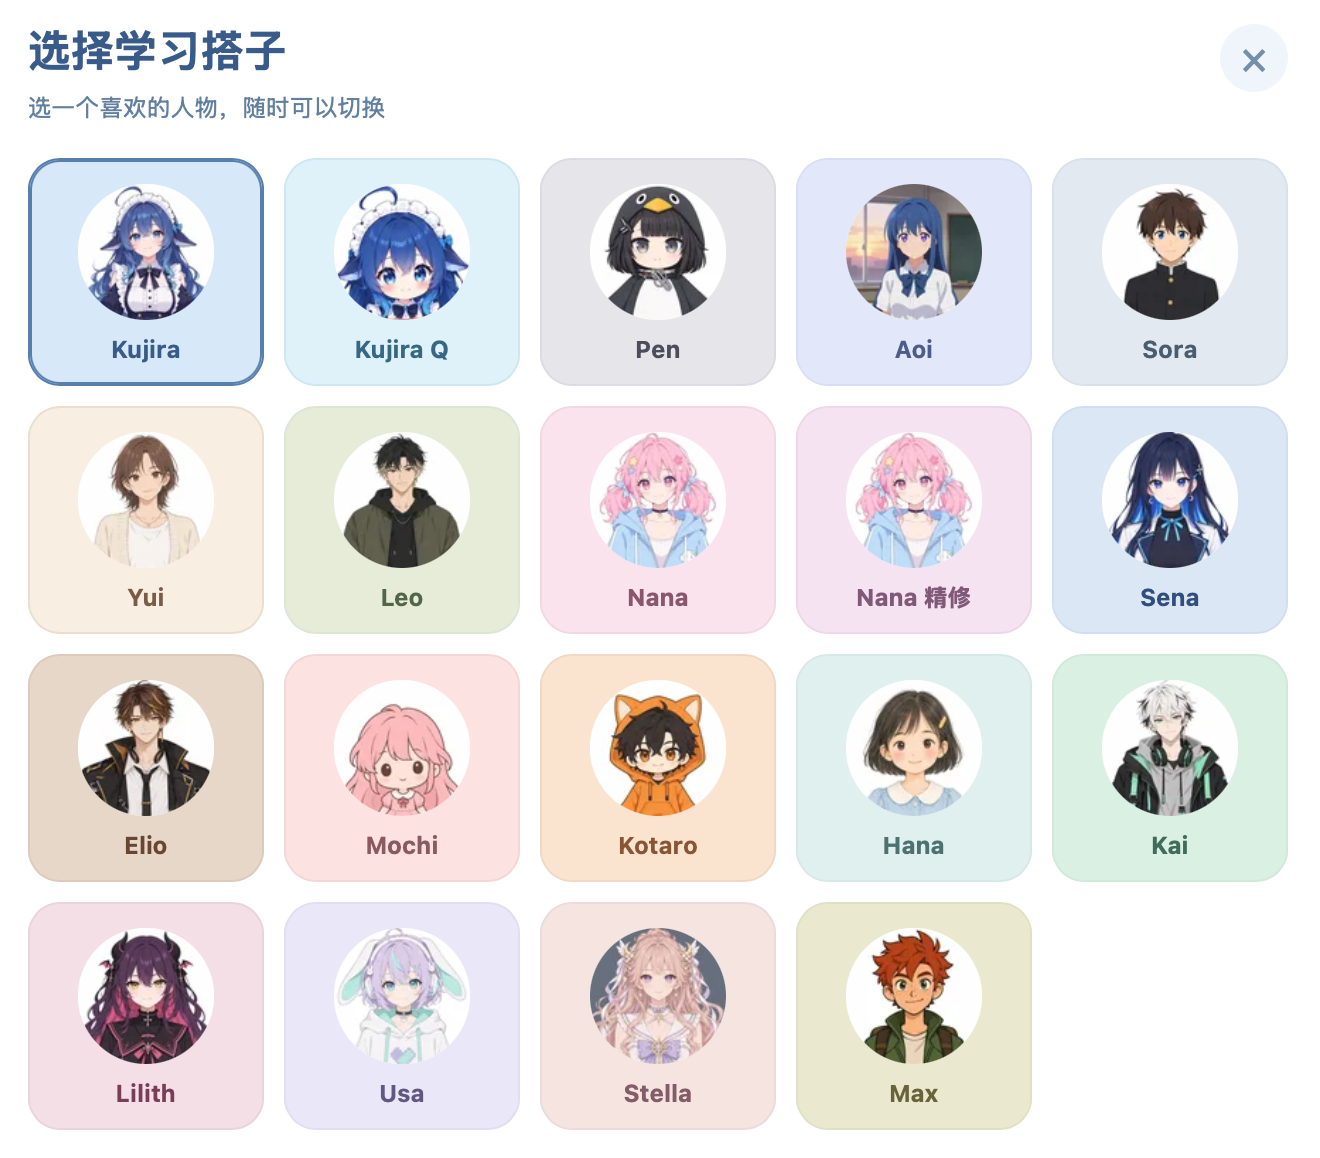 选择学习搭子
选一个喜欢的人物，随时可以切换
Kujira
Kujira Q
Pen
Aoi
Sora
Yui
Leo
Nana
Nana 精修
Sena
Elio
Mochi
Kotaro
Hana
Kai
Lilith
Usa
Stella
Max